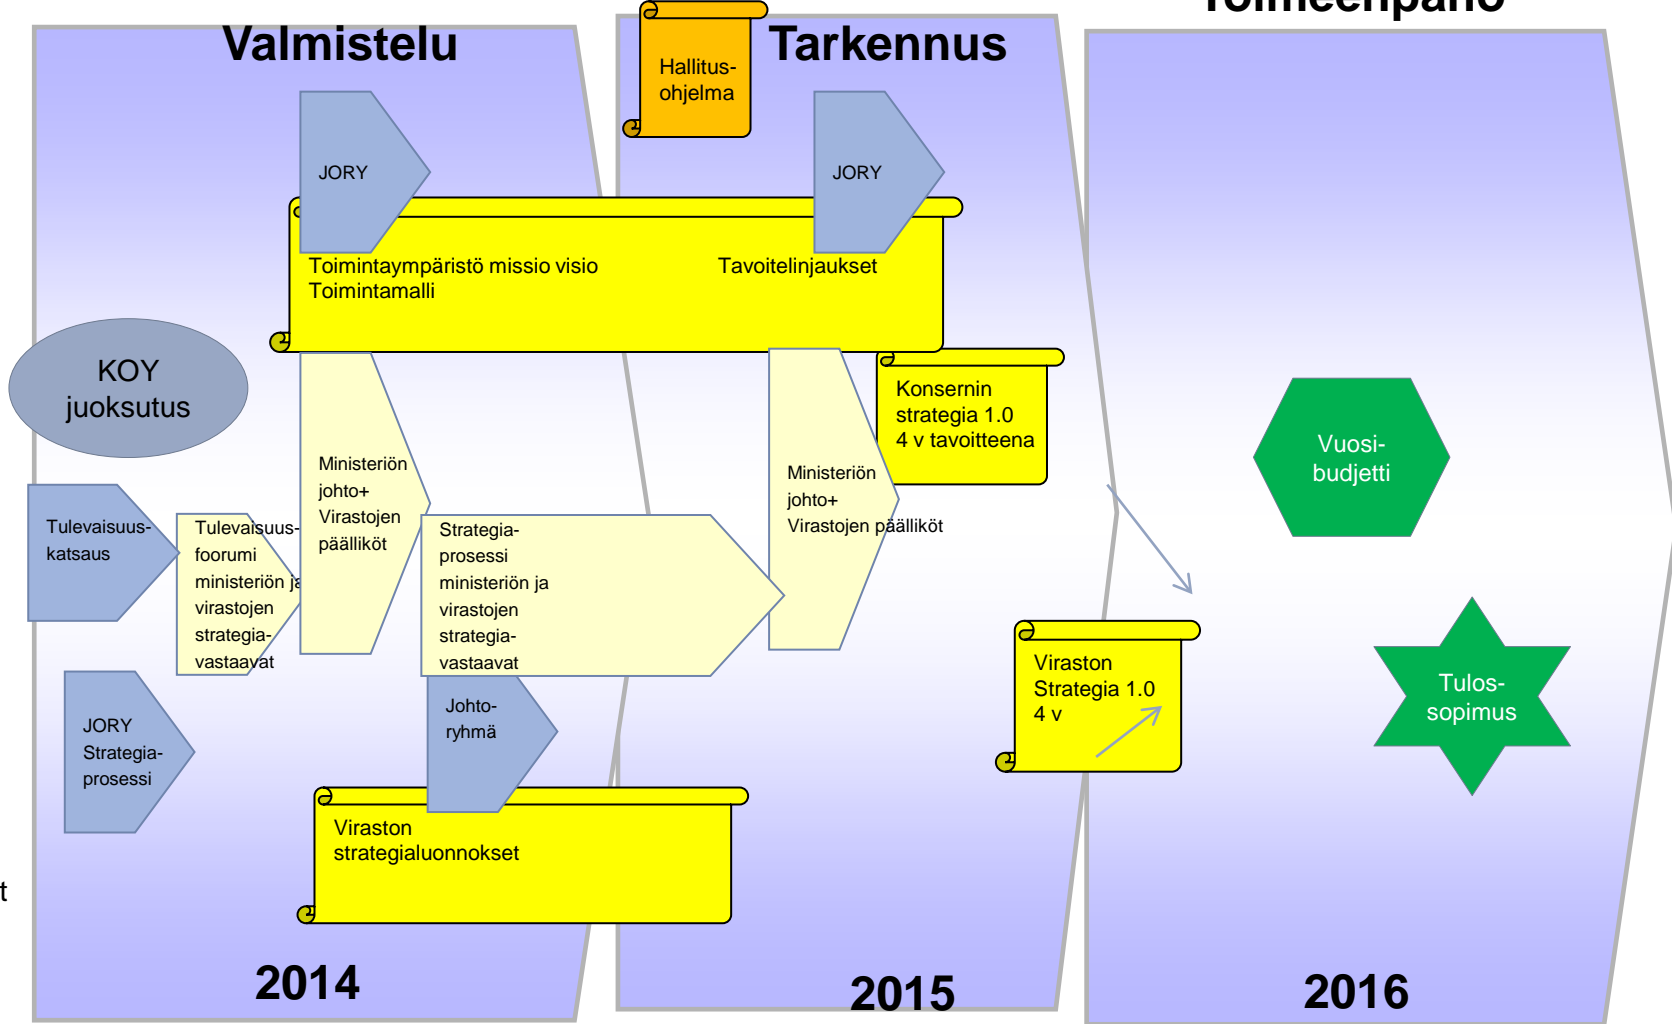 Toimeenpano
Valmistelu
Tarkennus
Hallitus-
ohjelma
JORY
JORY
Toimintaympäristö missio visio
Toimintamalli
Tavoitelinjaukset
KOY
juoksutus
Konsernin
strategia 1.0
4 v tavoitteena
Ministeriön
johto+
Virastojen
päälliköt
Ministeriön
johto+
Virastojen päälliköt
Vuosi-
budjetti
Tulevaisuus-
katsaus
Tulevaisuus-
foorumi
ministeriön ja
virastojen
strategia-
vastaavat
Strategia-
prosessi
ministeriön ja
virastojen
strategia-
vastaavat
Viraston
Strategia 1.0
4 v
Tulos-
sopimus
JORY
Strategia-
prosessi
Johto-
ryhmä
Viraston
strategialuonnokset
t
2014
2015
2016